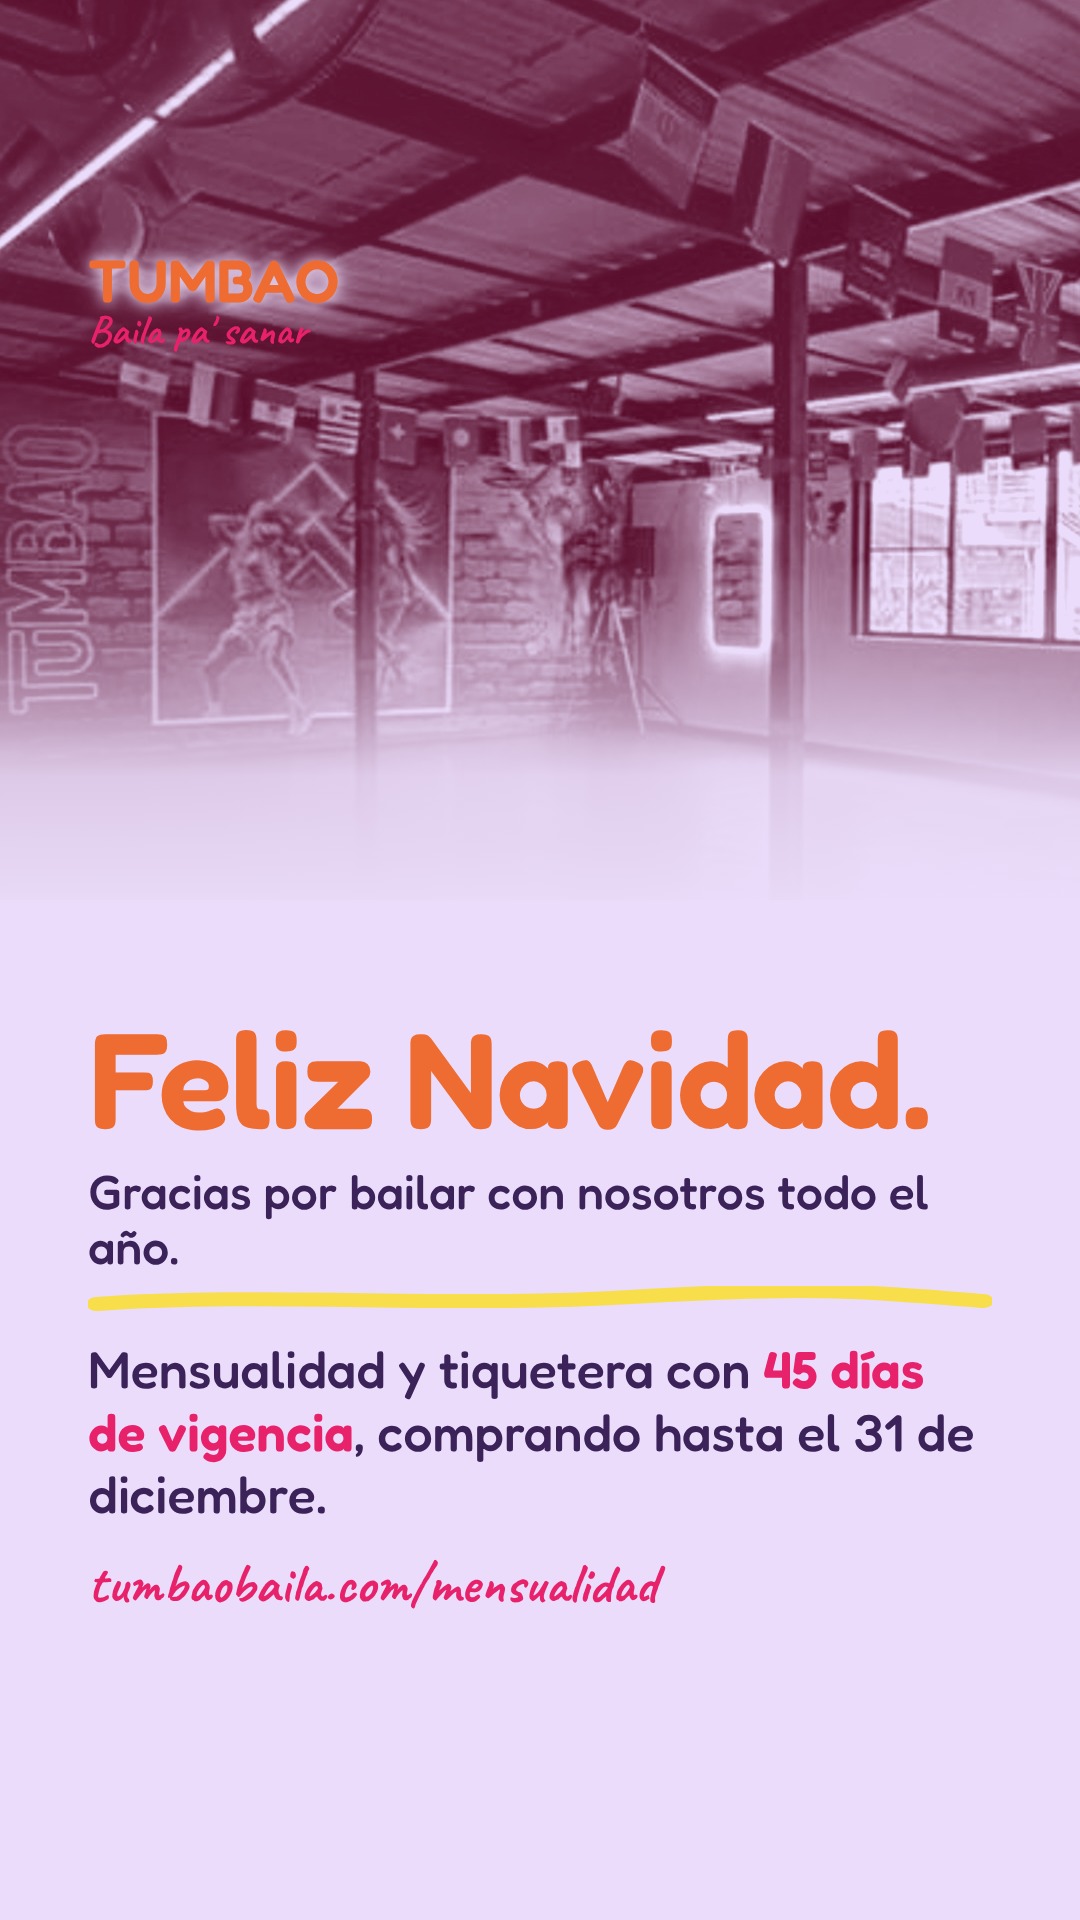 TUMBAO
Baila pa' sanar
TUMBAO
Feliz Navidad.
Gracias por bailar con nosotros todo el
año.
Mensualidad y tiquetera con 45 días
de vigencia, comprando hasta el 31 de
diciembre.
tumbaobaila.com/mensualidad